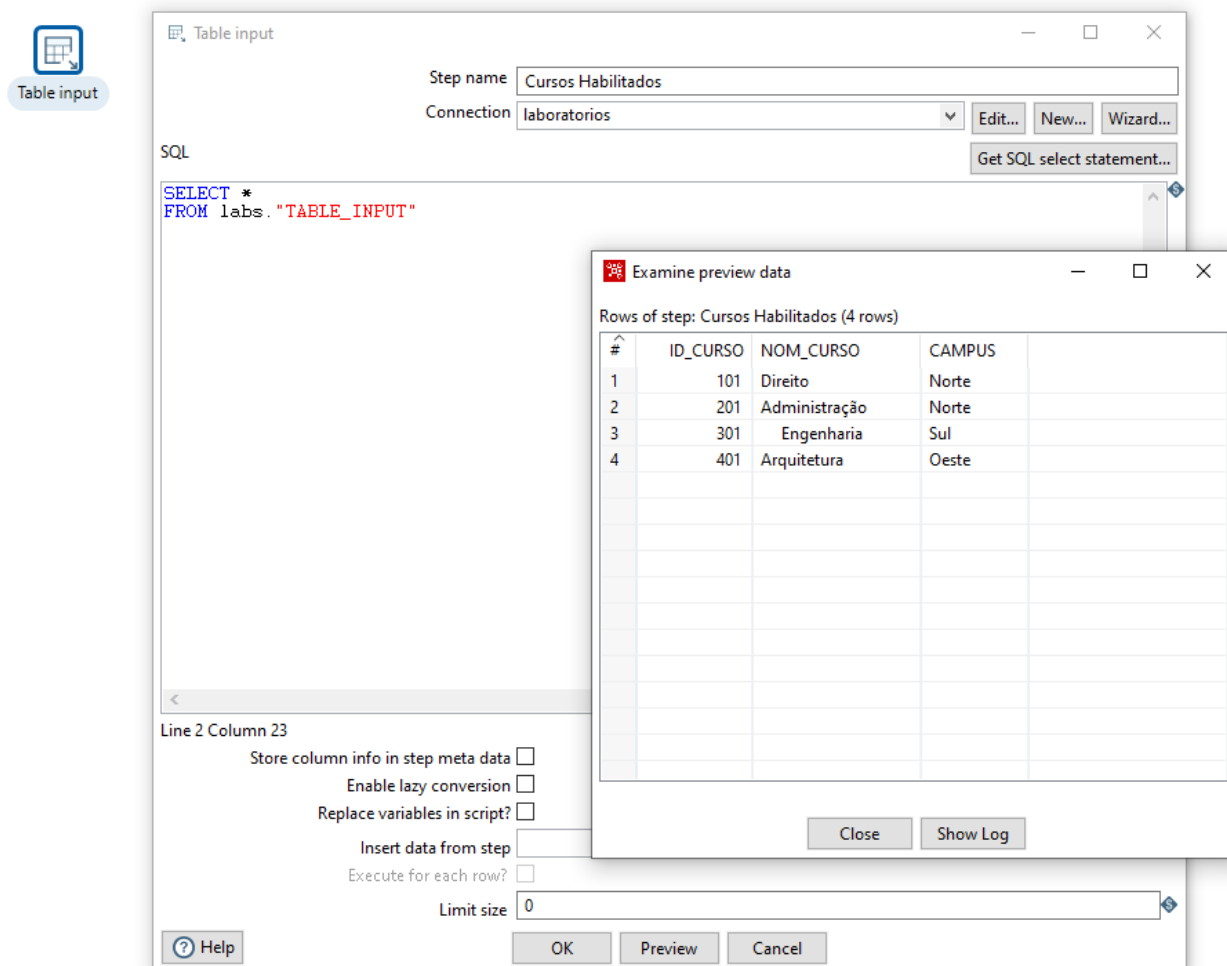 Table input
Table input
Step name Cursos Habilitados
Connection laboratorios Edit... New... Wizard...
SQL Get SQL select statement...
SELECT *
FROM labs."TABLE_INPUT"
Examine preview data
Rows of step: Cursos Habilitados (4 rows)
# ID_CURSO NOM_CURSO CAMPUS
1 101 Direito Norte
2 201 Administração Norte
3 301 Engenharia Sul
4 401 Arquitetura Oeste
Close Show Log
Line 2 Column 23
Store column info in step meta data
Enable lazy conversion
Replace variables in script?
Insert data from step
Execute for each row?
Limit size 0
Help OK Preview Cancel